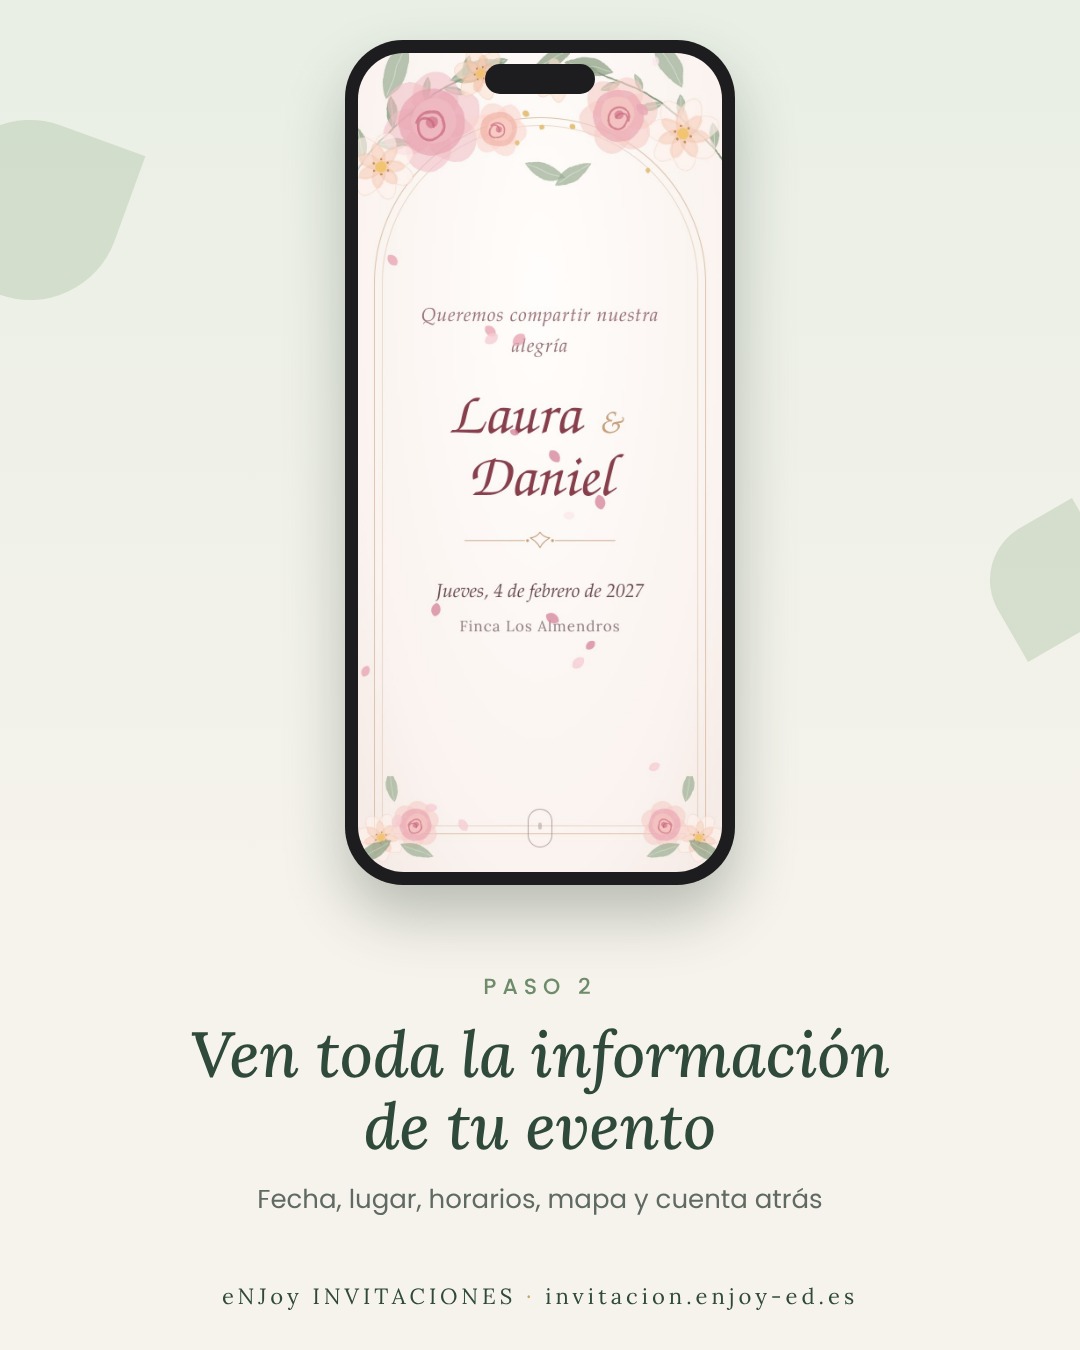 Queremos compartir nuestra
alegría
Laura &
Daniel
Jueves, 4 de febrero de 2027
Finca Los Almendros
PASO 2
Ven toda la información
de tu evento
Fecha, lugar, horarios, mapa y cuenta atrás
eNJoy INVITACIONES · invitacion.enjoy-ed.es